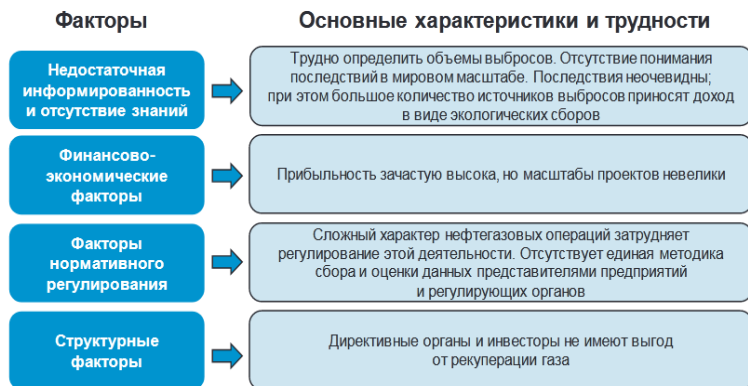 Факторы
Основные характеристики и трудности
Недостаточная
информированность
и отсутствие знаний
Трудно определить объемы выбросов. Отсутствие понимания
последствий в мировом масштабе. Последствия неочевидны;
при этом большое количество источников выбросов приносят доход
в виде экологических сборов
Финансово-
экономические
факторы
Прибыльность зачастую высока, но масштабы проектов невелики
Факторы
нормативного
регулирования
Сложный характер нефтегазовых операций затрудняет
регулирование этой деятельности. Отсутствует единая методика
сбора и оценки данных представителями предприятий
и регулирующих органов
Структурные
факторы
Директивные органы и инвесторы не имеют выгод
от рекуперации газа